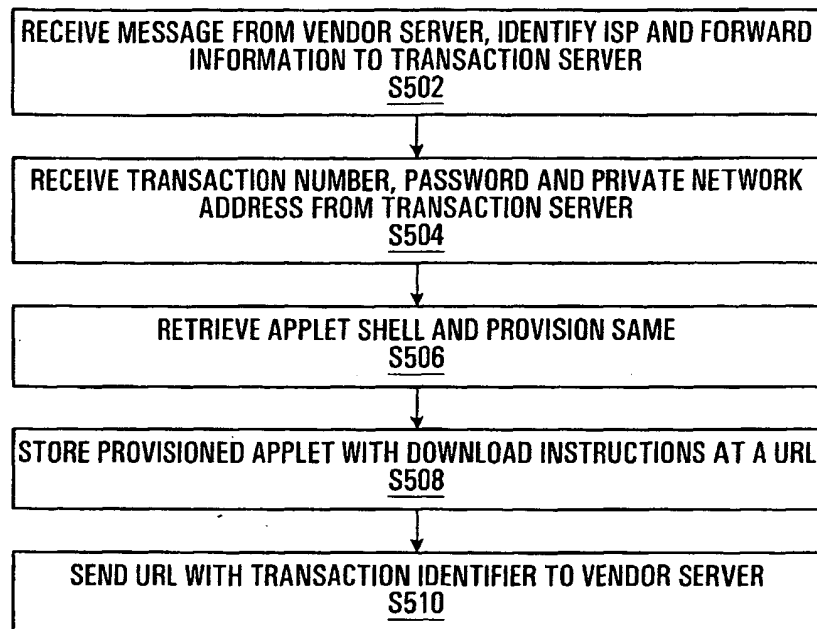 RECEIVE MESSAGE FROM VENDOR SERVER, IDENTIFY ISP AND FORWARD
INFORMATION TO TRANSACTION SERVER
S502
RECEIVE TRANSACTION NUMBER, PASSWORD AND PRIVATE NETWORK
ADDRESS FROM TRANSACTION SERVER
S504
RETRIEVE APPLET SHELL AND PROVISION SAME
S506
STORE PROVISIONED APPLET WITH DOWNLOAD INSTRUCTIONS AT A URL
S508
SEND URL WITH TRANSACTION IDENTIFIER TO VENDOR SERVER
S510